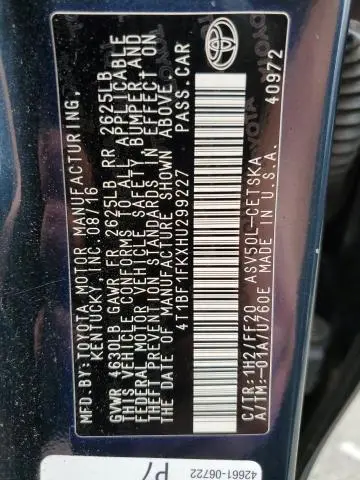 MFD.BY:TOYOTA MOTOR MANUFACTURING,
KENTUCKY, INC. 08/16
GVWR 4630LB GAWR FR 2625LB RR 2625LB
THIS VEHICLE CONFORMS TO ALL APPLICABLE
FEDERAL MOTOR VEHICLE SAFETY, BUMPER, AND
THEFT PREVENTION STANDARDS IN EFFECT ON
THE DATE OF MANUFACTURE SHOWN ABOVE.
4T1BF1FKXHU299227 PASS.CAR
TOYOTA
40972
C/TR:1H2/FF20 ASV50L-CETSKA
A/TM:-01A/U760E MADE IN U.S.A.
42661-06722